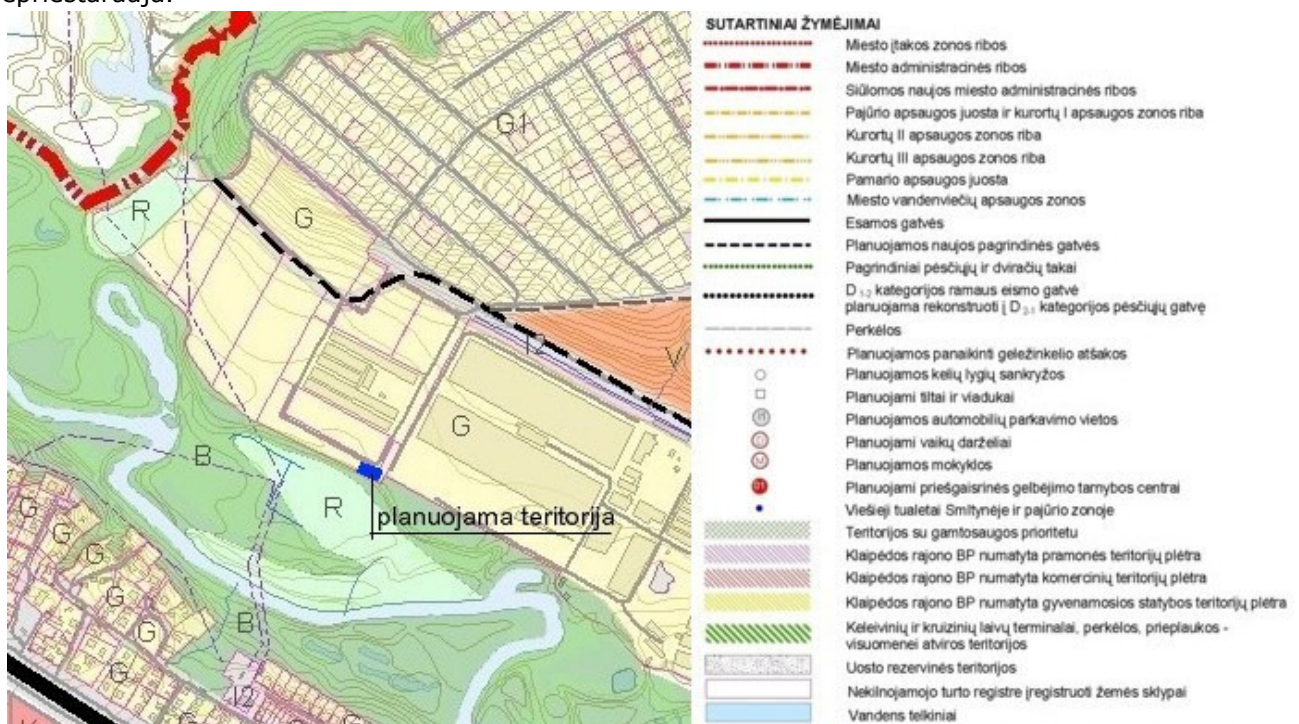 epriestarauja.
SUTARTINIAI ŽYMĖJIMAI
Miesto įtakos zonos ribos
Miesto administracinės ribos
Siūlomos naujos miesto administracinės ribos
Pajūrio apsaugos juosta ir kurortų I apsaugos zonos riba
Kurortų II apsaugos zonos riba
Kurortų III apsaugos zonos riba
Pamario apsaugos juosta
Miesto vandenviečių apsaugos zonos
Esamos gatvės
Planuojamos naujos pagrindinės gatvės
Pagrindiniai pėsčiųjų ir dviračių takai
D 1-2 kategorijos ramaus eismo gatvė
planuojama rekonstruoti į D 2-1 kategorijos pėsčiųjų gatvę
Perkėlos
Planuojamos panaikinti geležinkelio atšakos
Planuojamos kelių lygių sankryžos
Planuojami tiltai ir viadukai
Planuojamos automobilių parkavimo vietos
Planuojami vaikų darželiai
M
Planuojamos mokyklos
Planuojami priešgaisrinės gelbėjimo tarnybos centrai
Viešieji tualetai Smiltynėje ir pajūrio zonoje
Teritorijos su gamtosaugos prioritetu
Klaipėdos rajono BP numatyta pramonės teritorijų plėtra
Klaipėdos rajono BP numatyta komercinių teritorijų plėtra
Klaipėdos rajono BP numatyta gyvenamosios statybos teritorijų plėtra
Keleivinių ir kruizinių laivų terminalai, perkėlos, prieplaukos -
visuomenei atviros teritorijos
Uosto rezervinės teritorijos
Nekilnojamojo turto registre įregistruoti žemės sklypai
Vandens telkiniai
G1
R
G
I2
V
G
B
R
planuojama teritorija
G
G
G
G
G
B
G
I2